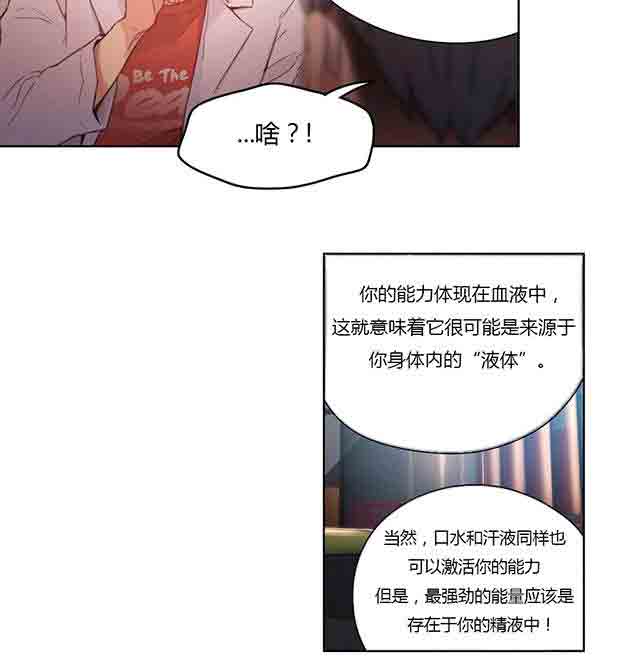 Be The
…啥？！
你的能力体现在血液中，
这就意味着它很可能是来源于
你身体内的“液体”。
当然，口水和汗液同样也
可以激活你的能力
但是，最强劲的能量应该是
存在于你的精液中！